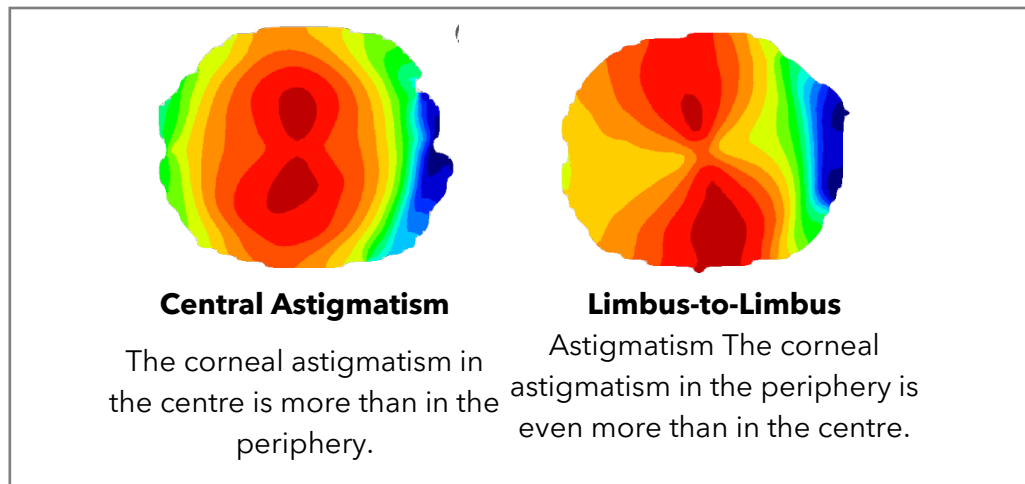 Central Astigmatism
The corneal astigmatism in
the centre is more than in the
periphery.
Limbus-to-Limbus
Astigmatism The corneal
astigmatism in the periphery is
even more than in the centre.